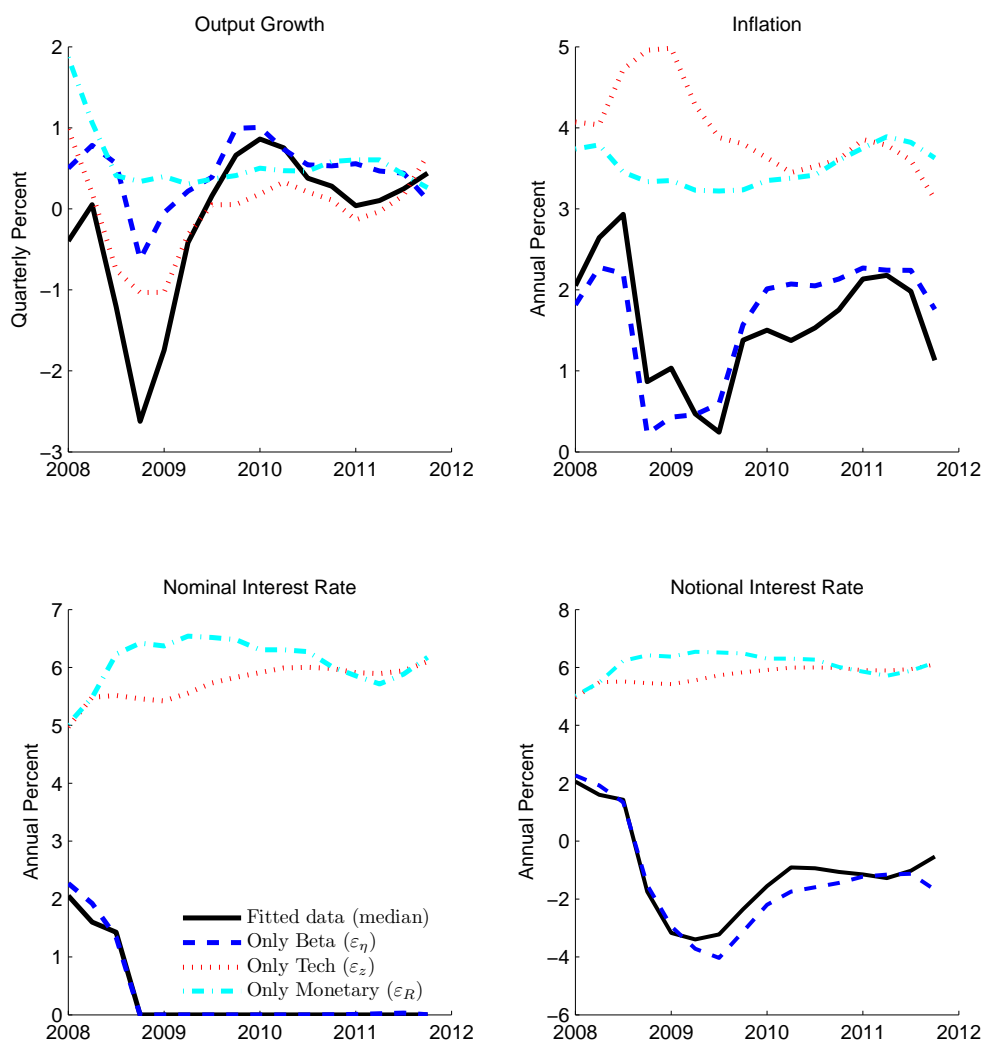 Output Growth
Quarterly Percent
2
1
0
−1
−2
−3
2008 2009 2010 2011 2012
Inflation
Annual Percent
5
4
3
2
1
0
2008 2009 2010 2011 2012
Nominal Interest Rate
Annual Percent
7
6
5
4
3
2
1
0
Fitted data (median)
Only Beta (εη)
Only Tech (εz)
Only Monetary (εR)
2008 2009 2010 2011 2012
Notional Interest Rate
Annual Percent
8
6
4
2
0
−2
−4
−6
2008 2009 2010 2011 2012